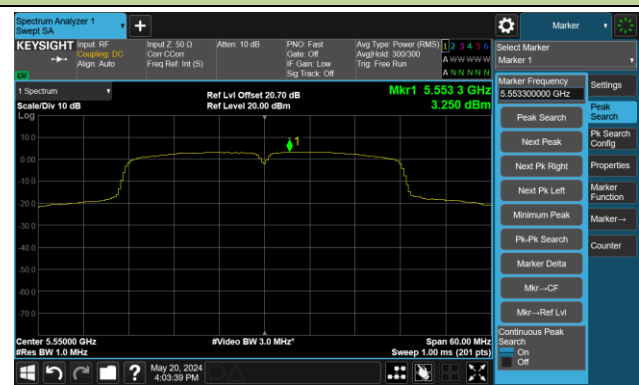 Spectrum Analyzer 1
Swept SA
+
Marker
KEYSIGHT
Input: RF
Coupling: DC
Align: Auto
Input Z: 50 Ω
Corr CCorr
Freq Ref: Int (S)
Atten: 10 dB
PNO: Fast
Gate: Off
IF Gain: Low
Sig Track: Off
Avg Type: Power (RMS)
Avg|Hold: 300/300
Trig: Free Run
1 2 3 4 5 6
A W W W W W
A N N N N N
LXI
Select Marker
Marker 1
1 Spectrum
Scale/Div 10 dB
Log
Ref Lvl Offset 20.70 dB
Ref Level 20.00 dBm
Mkr1 5.553 3 GHz
3.250 dBm
10.0
0.00
-10.0
-20.0
-30.0
-40.0
-50.0
-60.0
-70.0
1
Center 5.55000 GHz
#Res BW 1.0 MHz
#Video BW 3.0 MHz*
Span 60.00 MHz
Sweep 1.00 ms (201 pts)
Marker Frequency
5.553300000 GHz
Peak Search
Next Peak
Next Pk Right
Next Pk Left
Minimum Peak
Pk-Pk Search
Marker Delta
Mkr→CF
Mkr→Ref Lvl
Continuous Peak
Search
On
Off
Settings
Peak
Search
Pk Search
Config
Properties
Marker
Function
Marker→
Counter
?
May 20, 2024
4:03:39 PM